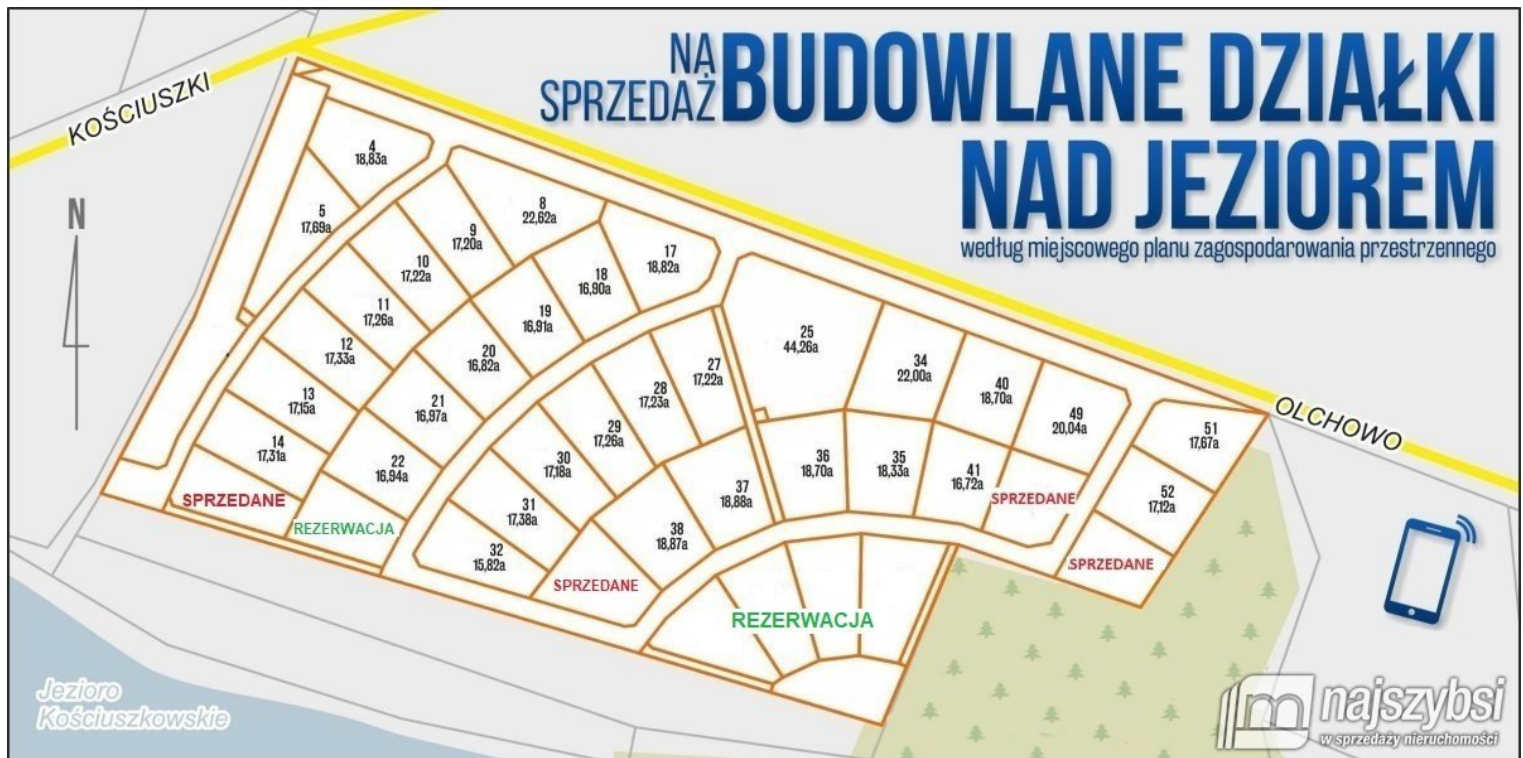 NA
SPRZEDAŻ
BUDOWLANE DZIAŁKI
NAD JEZIOREM
według miejscowego planu zagospodarowania przestrzennego
KOŚCIUSZKI
N
4
18,83a
5
17,69a
8
22,62a
9
17,20a
10
17,22a
11
17,26a
12
17,33a
13
17,15a
14
17,31a
SPRZEDANE
17
18,82a
18
16,90a
19
16,91a
20
16,82a
21
16,97a
22
16,94a
REZERWACJA
25
44,26a
27
17,22a
28
17,23a
29
17,26a
30
17,18a
31
17,38a
32
15,82a
34
22,00a
40
18,70a
49
20,04a
36
18,70a
35
18,33a
41
16,72a
SPRZEDANE
37
18,88a
38
18,87a
SPRZEDANE
51
17,67a
52
17,12a
SPRZEDANE
REZERWACJA
OLCHOWO
Jezioro
Kościuszkowskie
najszybsi
w sprzedaży nieruchomości